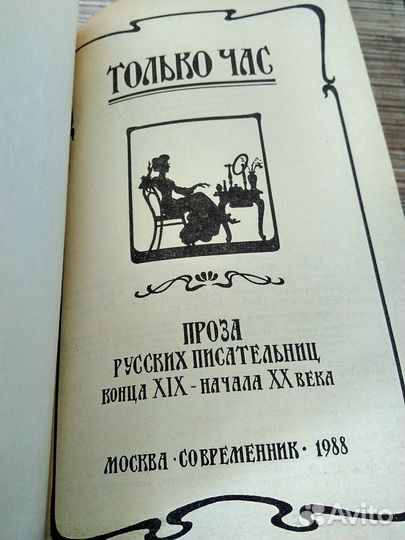 ТОЛЬКО ЧАС
ПРОЗА
РУССКИХ ПИСАТЕЛЬНИЦ
КОНЦА XIX - НАЧАЛА XX ВЕКА
МОСКВА · СОВРЕМЕННИК · 1988
Avito